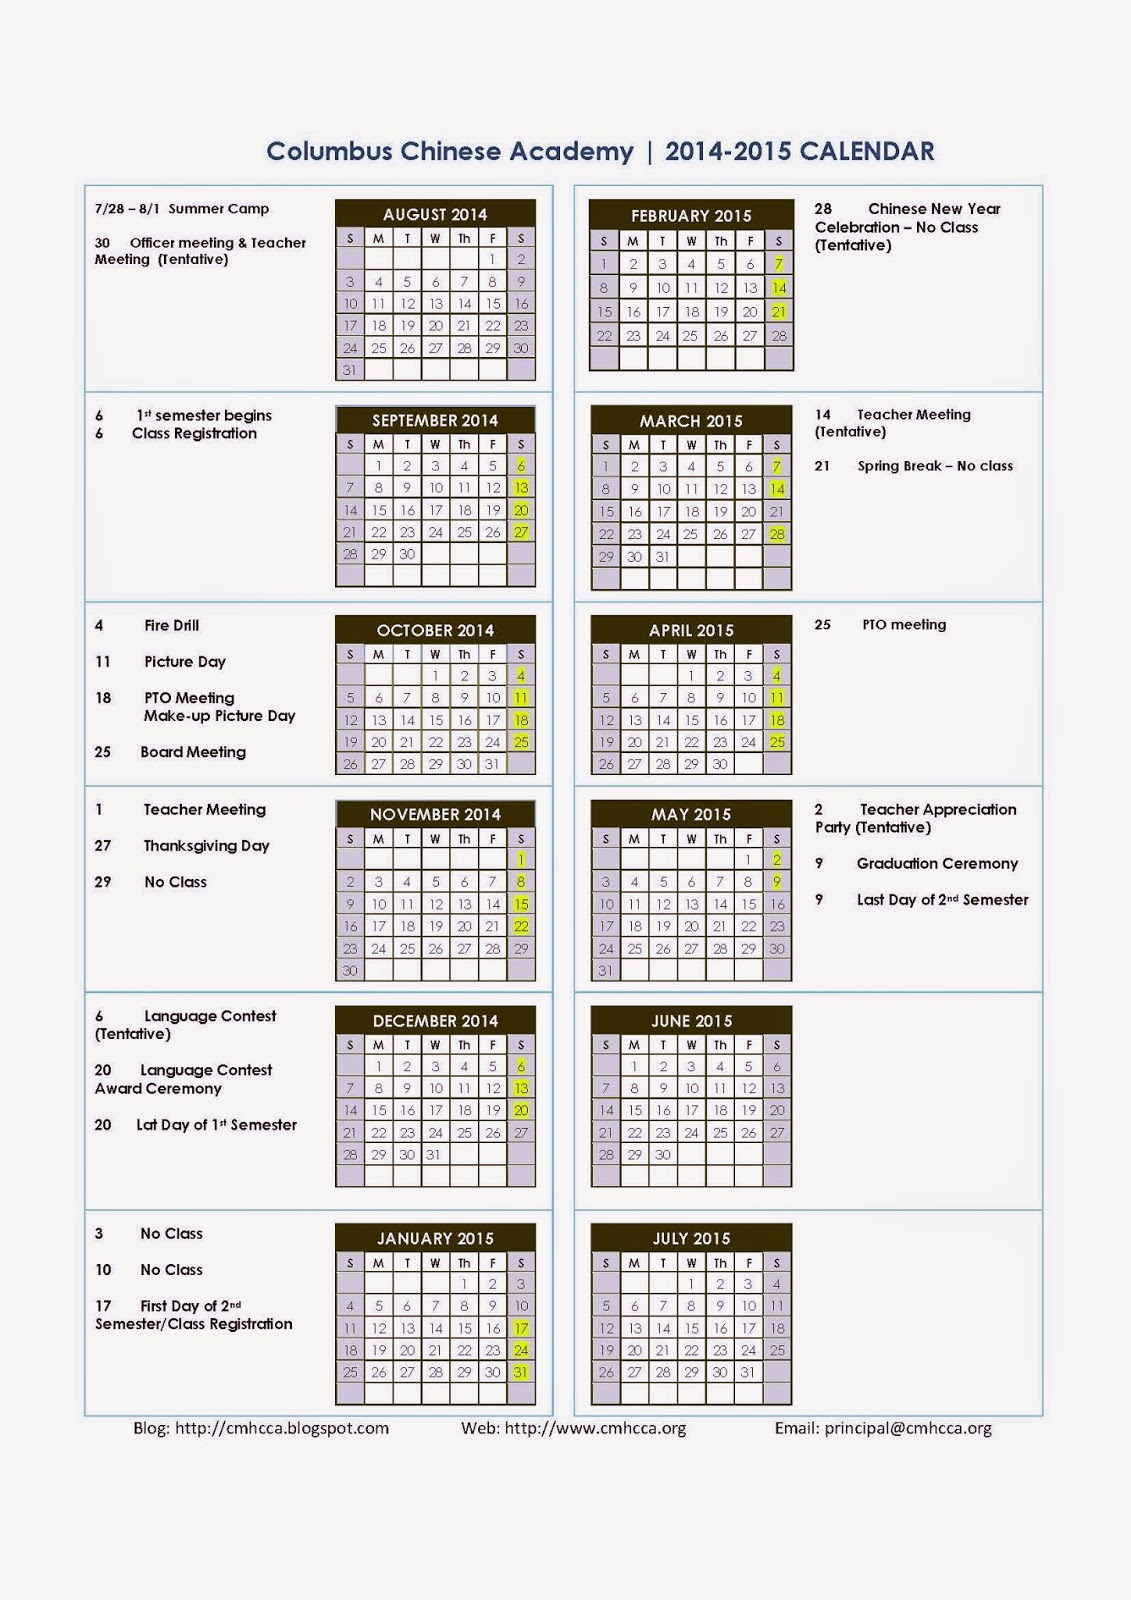 Columbus Chinese Academy | 2014-2015 CALENDAR
7/28 – 8/1 Summer Camp
30 Officer meeting & Teacher
Meeting (Tentative)
AUGUST 2014
S M T W Th F S
1 2
3 4 5 6 7 8 9
10 11 12 13 14 15 16
17 18 19 20 21 22 23
24 25 26 27 28 29 30
31
6 1st semester begins
6 Class Registration
SEPTEMBER 2014
S M T W Th F S
1 2 3 4 5 6
7 8 9 10 11 12 13
14 15 16 17 18 19 20
21 22 23 24 25 26 27
28 29 30
4 Fire Drill
11 Picture Day
18 PTO Meeting
Make-up Picture Day
25 Board Meeting
OCTOBER 2014
S M T W Th F S
1 2 3 4
5 6 7 8 9 10 11
12 13 14 15 16 17 18
19 20 21 22 23 24 25
26 27 28 29 30 31
1 Teacher Meeting
27 Thanksgiving Day
29 No Class
NOVEMBER 2014
S M T W Th F S
1
2 3 4 5 6 7 8
9 10 11 12 13 14 15
16 17 18 19 20 21 22
23 24 25 26 27 28 29
30
6 Language Contest
(Tentative)
20 Language Contest
Award Ceremony
20 Lat Day of 1st Semester
DECEMBER 2014
S M T W Th F S
1 2 3 4 5 6
7 8 9 10 11 12 13
14 15 16 17 18 19 20
21 22 23 24 25 26 27
28 29 30 31
3 No Class
10 No Class
17 First Day of 2nd
Semester/Class Registration
JANUARY 2015
S M T W Th F S
1 2 3
4 5 6 7 8 9 10
11 12 13 14 15 16 17
18 19 20 21 22 23 24
25 26 27 28 29 30 31
FEBRUARY 2015
S M T W Th F S
1 2 3 4 5 6 7
8 9 10 11 12 13 14
15 16 17 18 19 20 21
22 23 24 25 26 27 28
28 Chinese New Year
Celebration – No Class
(Tentative)
MARCH 2015
S M T W Th F S
1 2 3 4 5 6 7
8 9 10 11 12 13 14
15 16 17 18 19 20 21
22 23 24 25 26 27 28
29 30 31
14 Teacher Meeting
(Tentative)
21 Spring Break – No class
APRIL 2015
S M T W Th F S
1 2 3 4
5 6 7 8 9 10 11
12 13 14 15 16 17 18
19 20 21 22 23 24 25
26 27 28 29 30
25 PTO meeting
MAY 2015
S M T W Th F S
1 2
3 4 5 6 7 8 9
10 11 12 13 14 15 16
17 18 19 20 21 22 23
24 25 26 27 28 29 30
31
2 Teacher Appreciation
Party (Tentative)
9 Graduation Ceremony
9 Last Day of 2nd Semester
JUNE 2015
S M T W Th F S
1 2 3 4 5 6
7 8 9 10 11 12 13
14 15 16 17 18 19 20
21 22 23 24 25 26 27
28 29 30
JULY 2015
S M T W Th F S
1 2 3 4
5 6 7 8 9 10 11
12 13 14 15 16 17 18
19 20 21 22 23 24 25
26 27 28 29 30 31
Blog: http://cmhcca.blogspot.com Web: http://www.cmhcca.org Email: principal@cmhcca.org